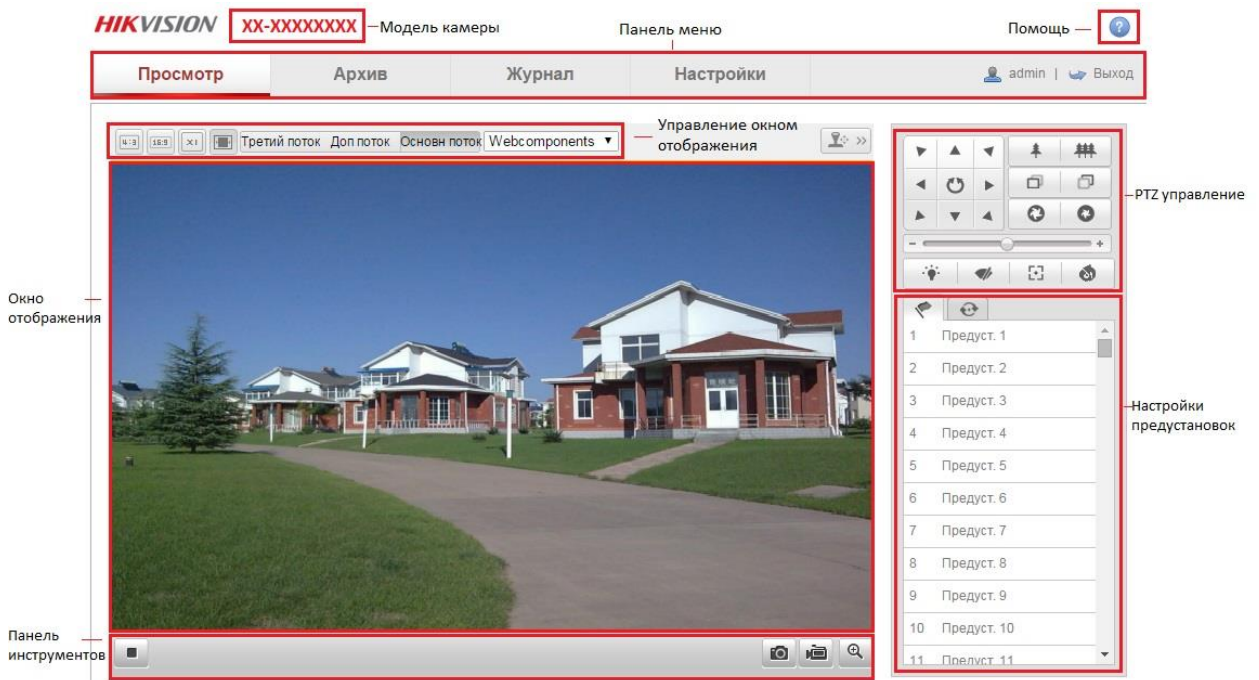 HIKVISION XX-XXXXXXXX Модель камеры Панель меню Помощь ?
Просмотр Архив Журнал Настройки admin | Выход
4:3 16:9 X1 Третий поток Доп поток Основн поток Webcomponents
Управление окном
отображения
PTZ управление
- +
Окно
отображения
1 Предуст. 1
2 Предуст. 2
3 Предуст. 3
4 Предуст. 4
5 Предуст. 5
6 Предуст. 6
7 Предуст. 7
8 Предуст. 8
9 Предуст. 9
10 Предуст. 10
11 Предуст. 11
Настройки
предустановок
Панель
инструментов